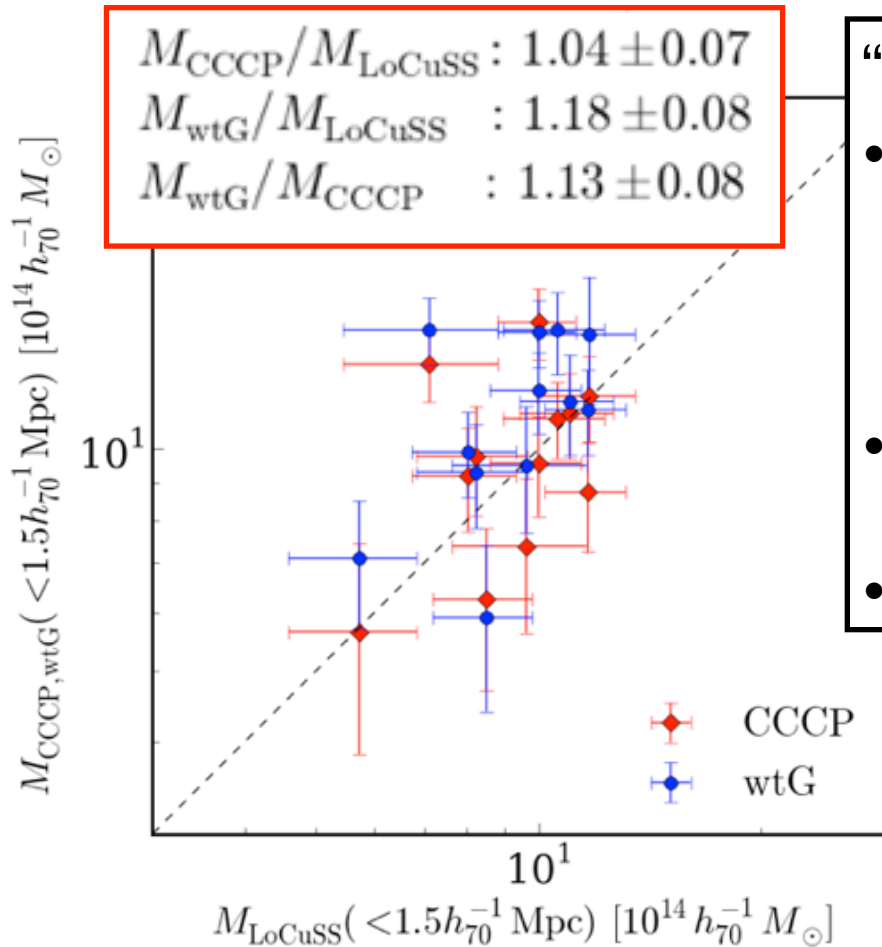 M_CCCP/M_LoCuSS : 1.04 ±0.07
M_wtG/M_LoCuSS : 1.18 ±0.08
M_wtG/M_CCCP : 1.13 ±0.08
“
•
•
•
M_CCCP,wtG(<1.5h_70^-1 Mpc) [10^14 h_70^-1 M_⊙]
10^1
CCCP
wtG
10^1
M_LoCuSS(<1.5h_70^-1 Mpc) [10^14 h_70^-1 M_⊙]